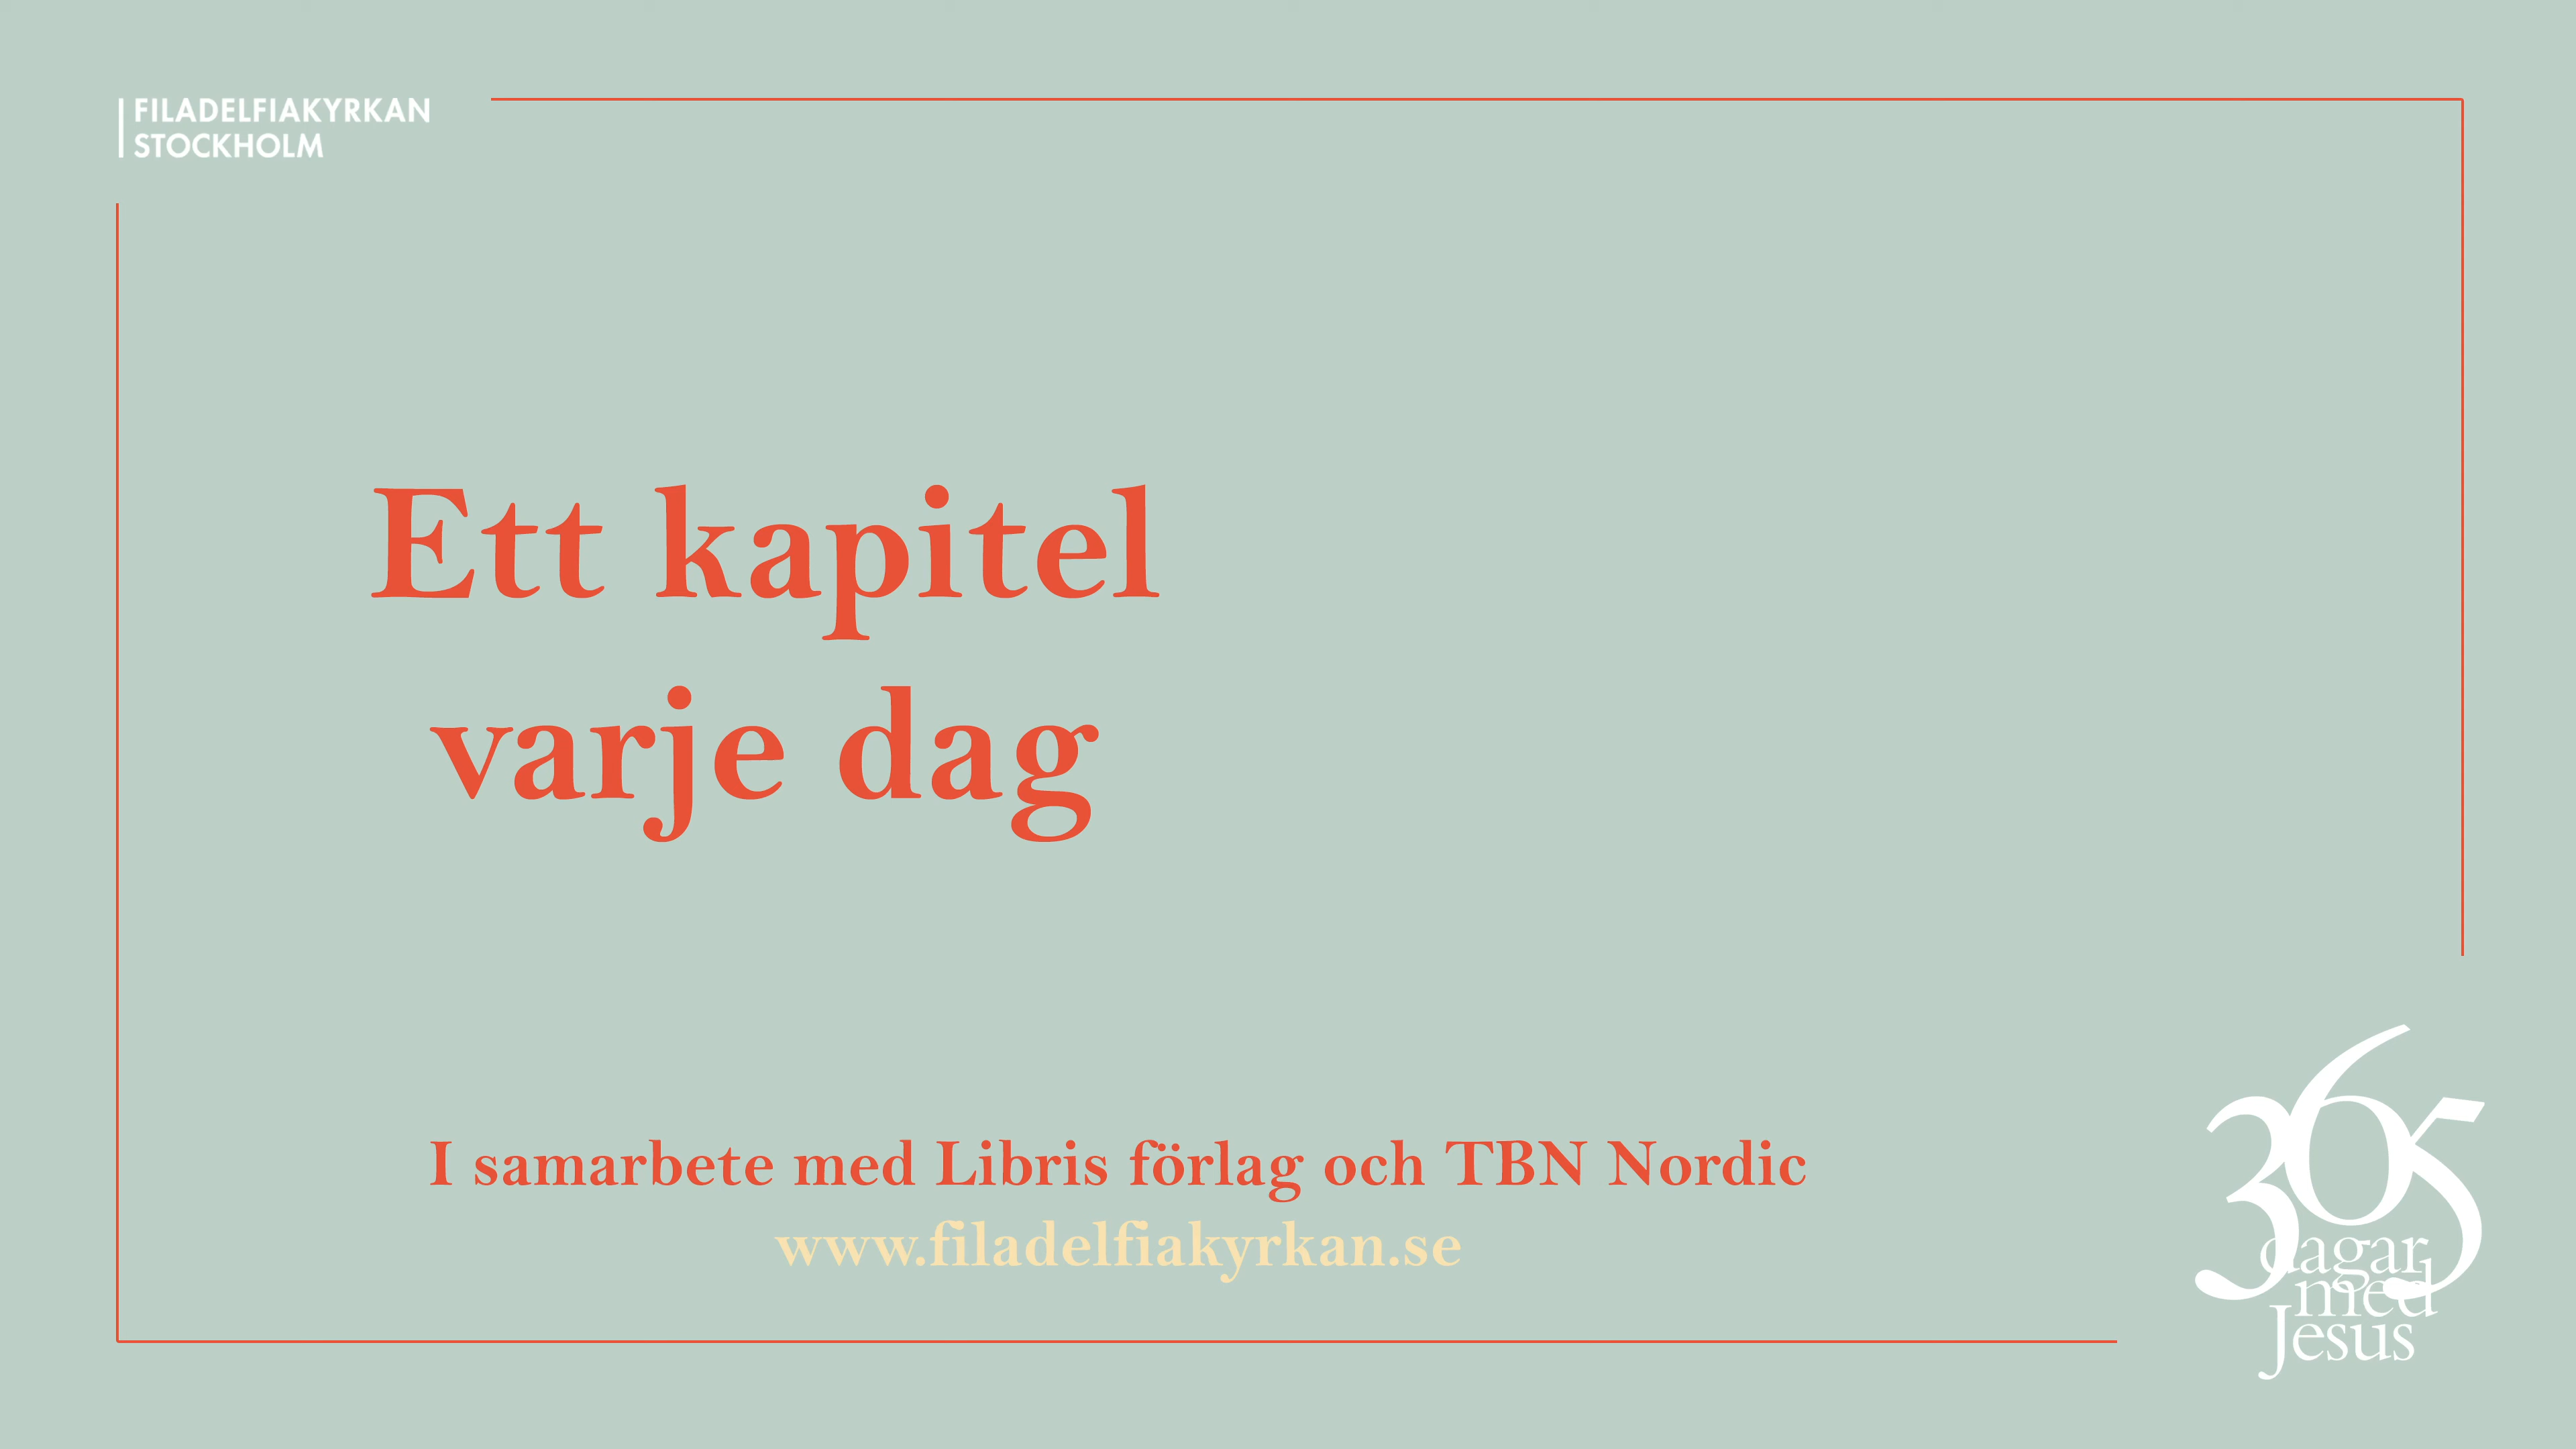 FILADELFIAKYRKAN
STOCKHOLM
Ett kapitel
varje dag
I samarbete med Libris förlag och TBN Nordic
www.filadelfiakyrkan.se
365
dagar
med
Jesus